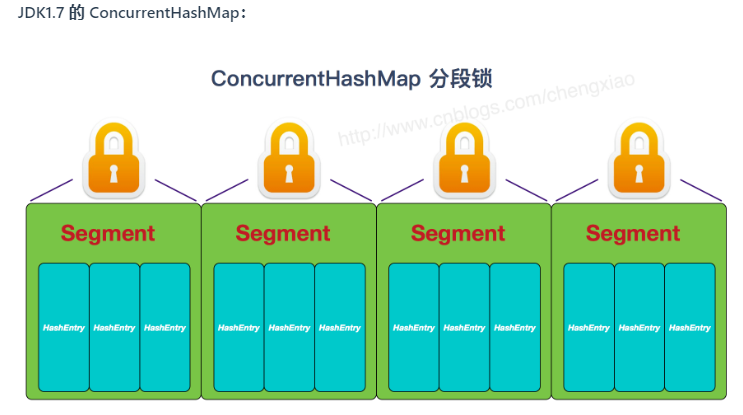 JDK1.7 的 ConcurrentHashMap：
ConcurrentHashMap 分段锁
http://www.cnblogs.com/chengxiao
Segment Segment Segment Segment
HashEntry HashEntry HashEntry HashEntry HashEntry HashEntry HashEntry HashEntry HashEntry HashEntry HashEntry HashEntry